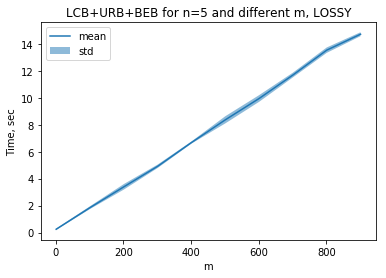 LCB+URB+BEB for n=5 and different m, LOSSY
mean
std
Time, sec
14
12
10
8
6
4
2
0
0 200 400 600 800
m